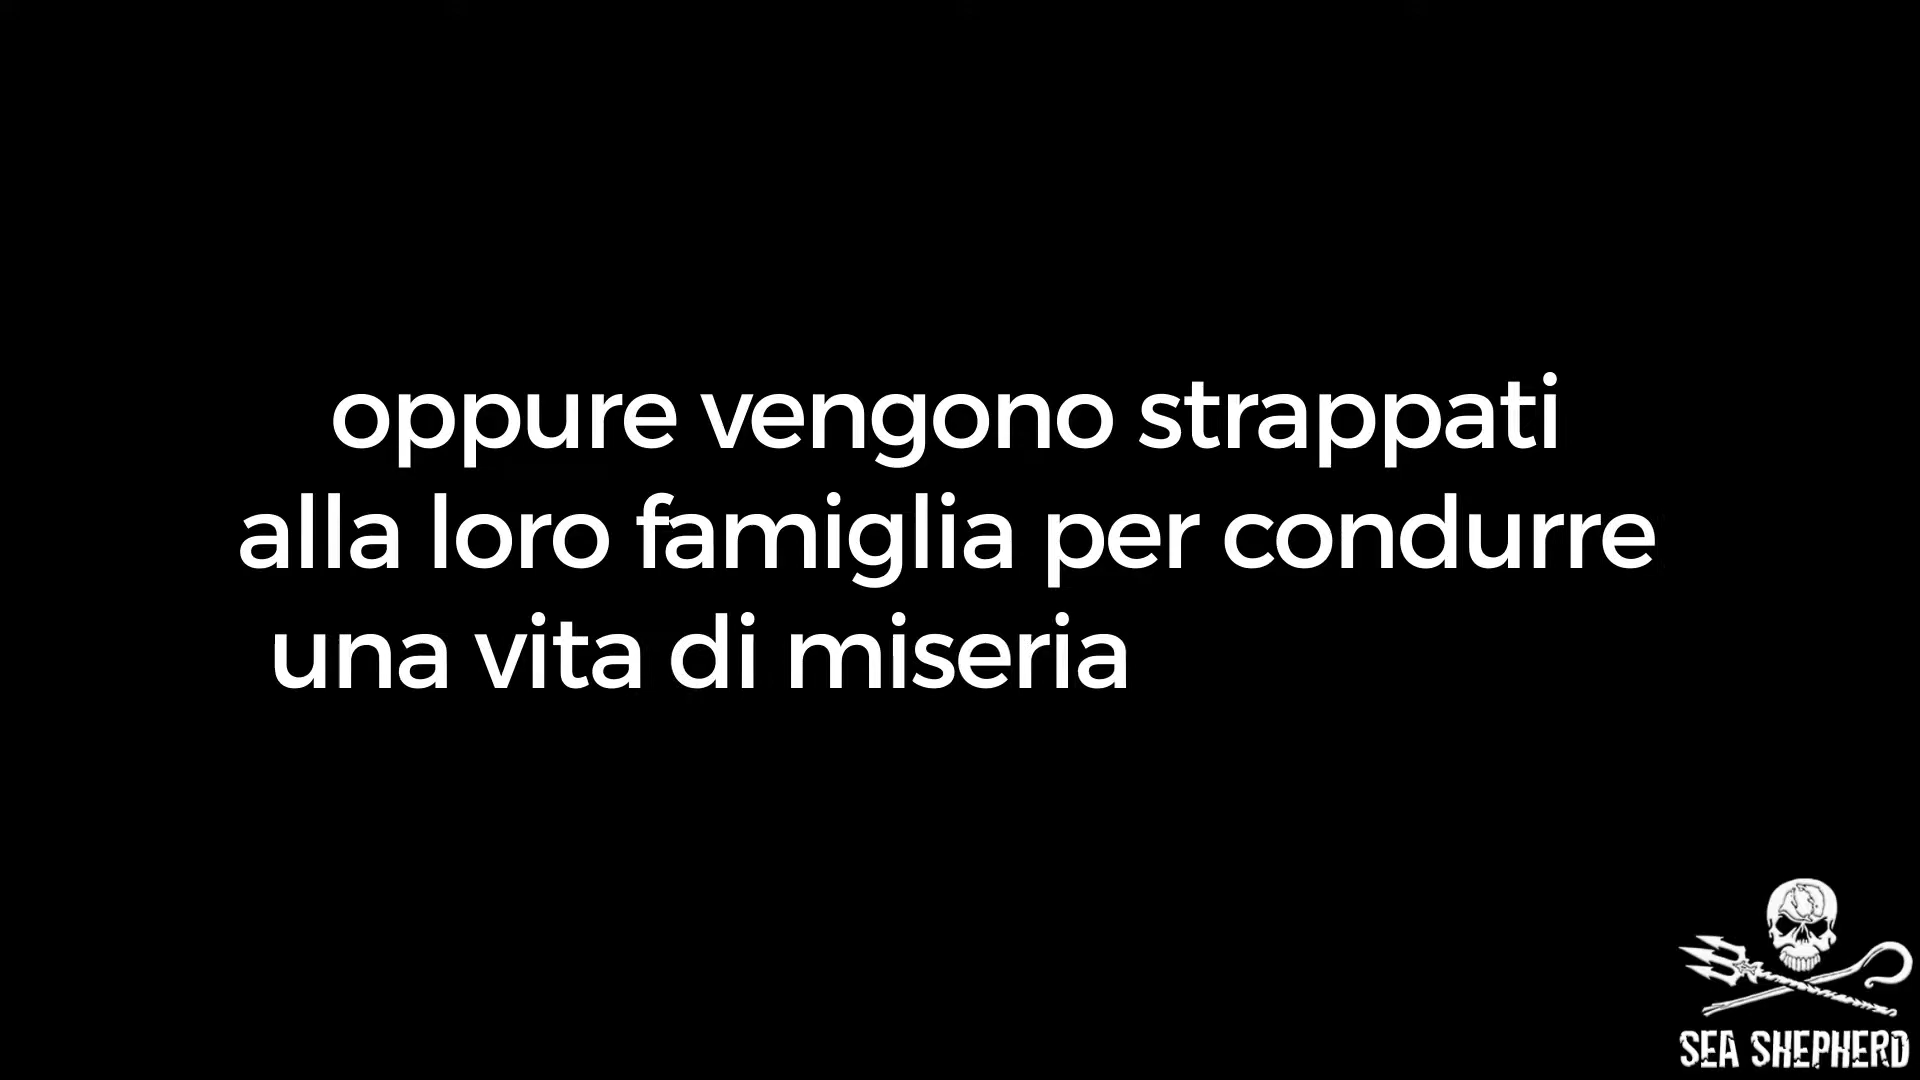 oppure vengono strappati
alla loro famiglia per condurre
una vita di miseria
SEA SHEPHERD